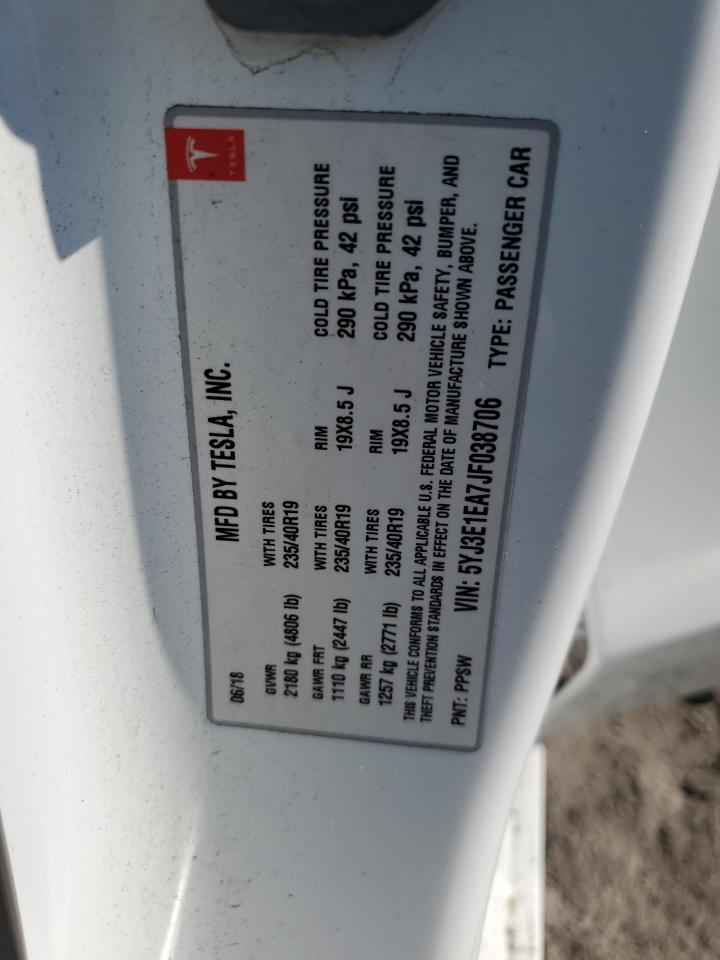 TESLA
06/18 MFD BY TESLA, INC.
GVWR WITH TIRES
2180 kg (4806 lb) 235/40R19
GAWR FRT WITH TIRES RIM COLD TIRE PRESSURE
1110 kg (2447 lb) 235/40R19 19X8.5 J 290 kPa, 42 psi
GAWR RR WITH TIRES RIM COLD TIRE PRESSURE
1257 kg (2771 lb) 235/40R19 19X8.5 J 290 kPa, 42 psi
THIS VEHICLE CONFORMS TO ALL APPLICABLE U.S. FEDERAL MOTOR VEHICLE SAFETY, BUMPER, AND
THEFT PREVENTION STANDARDS IN EFFECT ON THE DATE OF MANUFACTURE SHOWN ABOVE.
PNT: PPSW VIN: 5YJ3E1EA7JF038706 TYPE: PASSENGER CAR